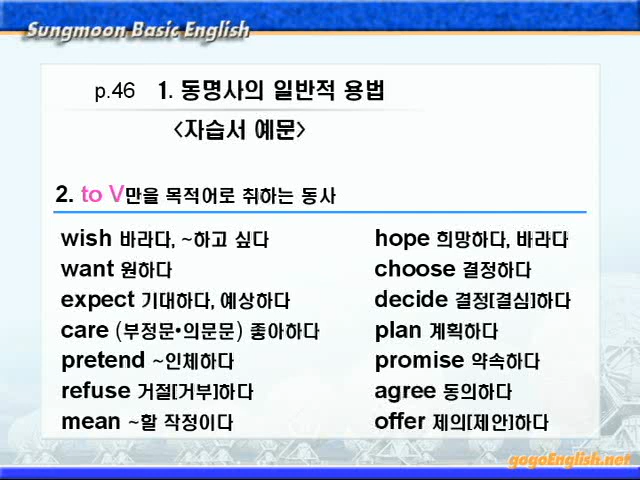 Sungmoon Basic English
p.46 1. 동명사의 일반적 용법
<자습서 예문>
2. to V만을 목적어로 취하는 동사
wish 바라다, ~하고 싶다
want 원하다
expect 기대하다, 예상하다
care (부정문•의문문) 좋아하다
pretend ~인체하다
refuse 거절[거부]하다
mean ~할 작정이다
hope 희망하다, 바라다
choose 결정하다
decide 결정[결심]하다
plan 계획하다
promise 약속하다
agree 동의하다
offer 제의[제안]하다
gogoEnglish.net